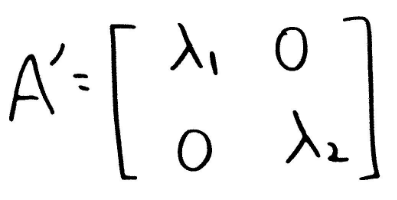 A' = [ λ₁ 0
0 λ₂ ]